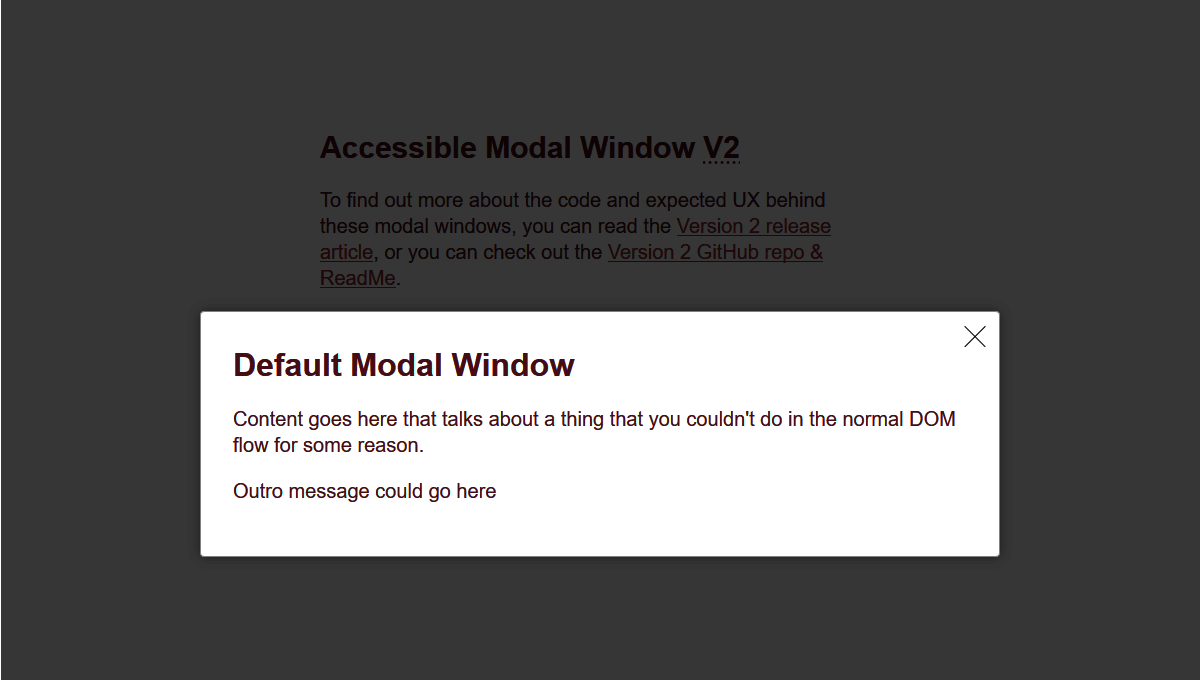 Accessible Modal Window V2
To find out more about the code and expected UX behind
these modal windows, you can read the Version 2 release
article, or you can check out the Version 2 GitHub repo &
ReadMe.
Default Modal Window
Content goes here that talks about a thing that you couldn't do in the normal DOM
flow for some reason.
Outro message could go here